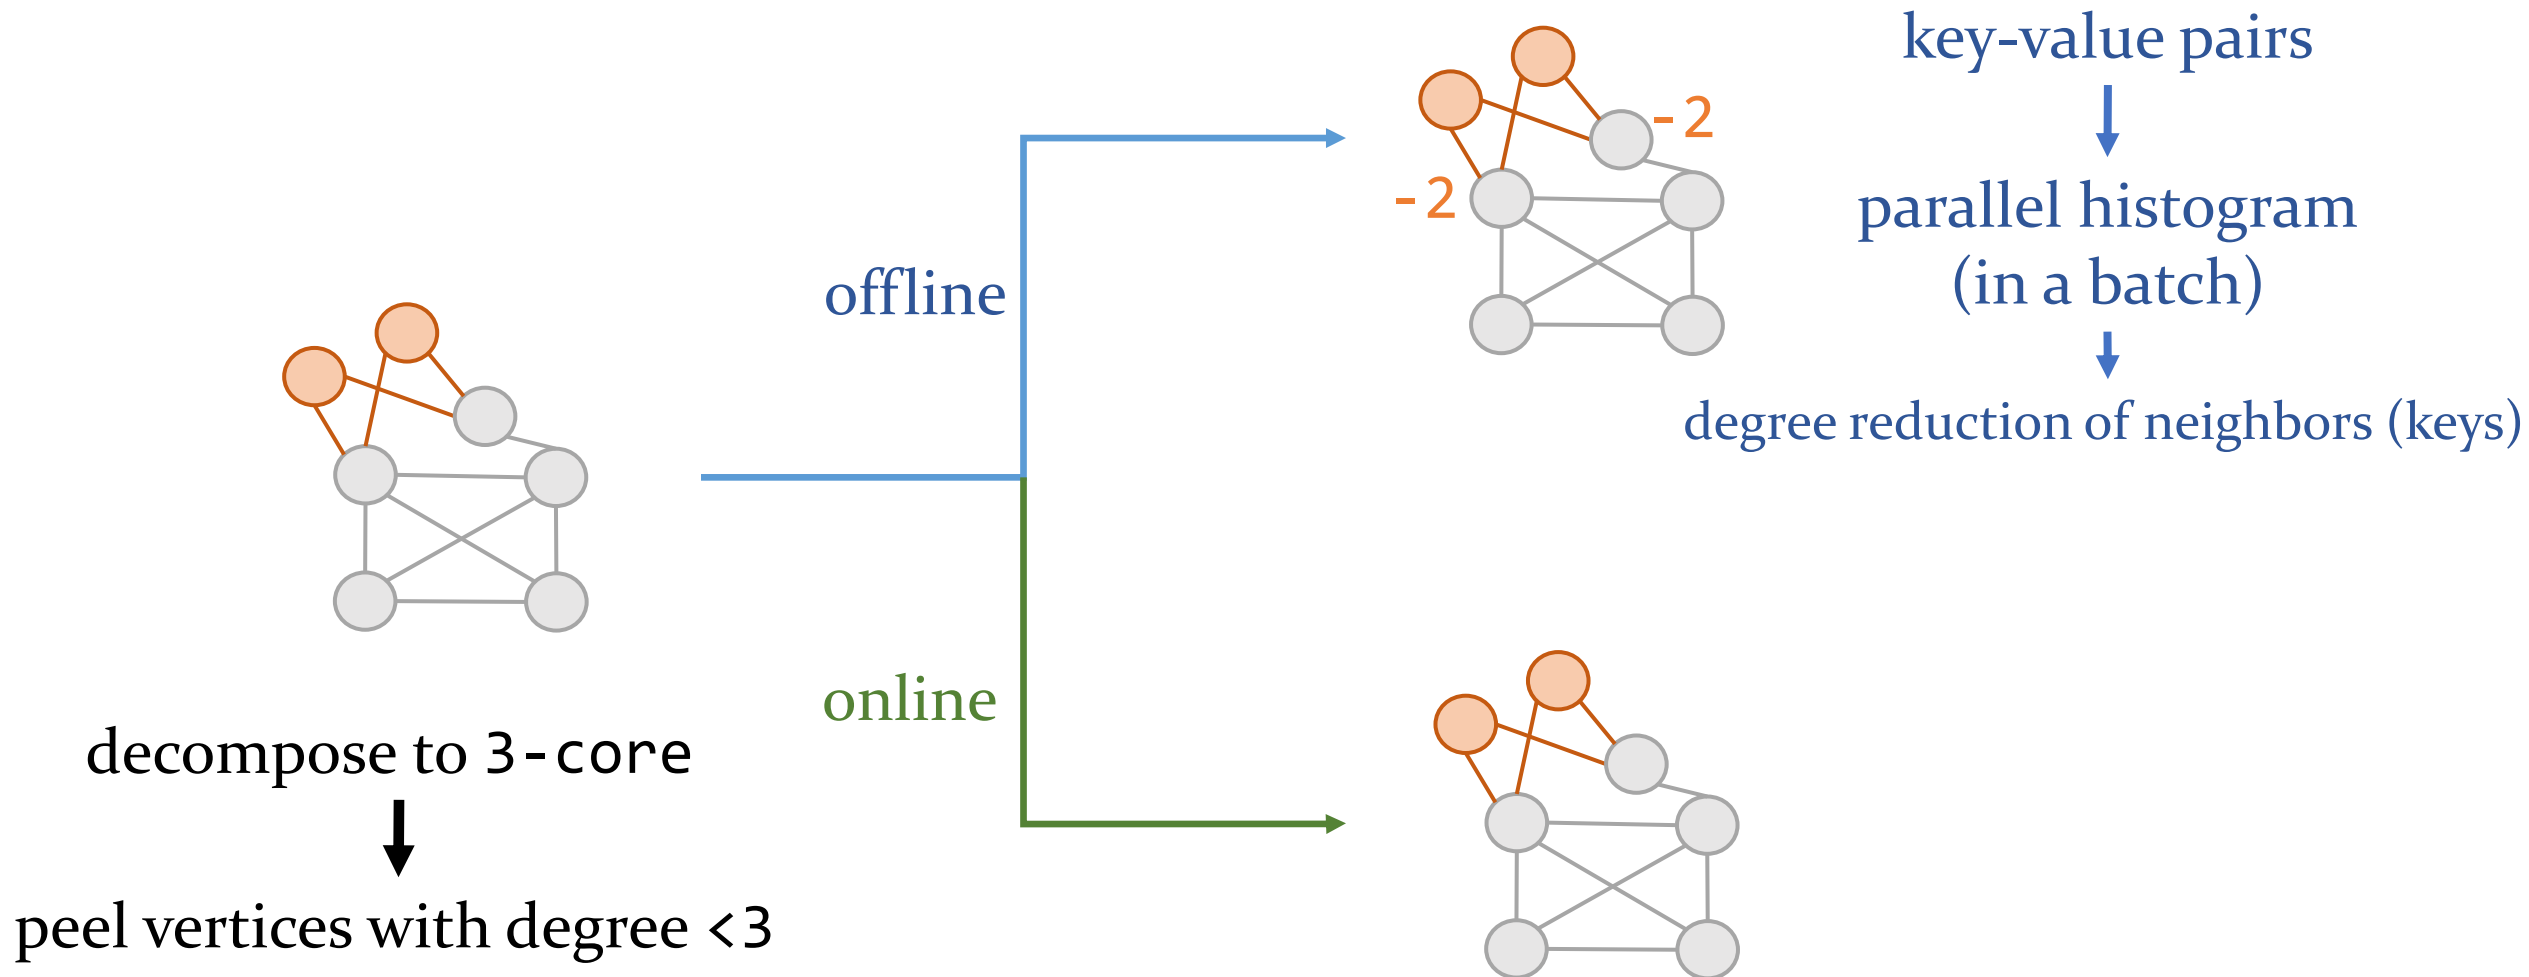 decompose to 3-core
peel vertices with degree <3
offline
online
-2
-2
key-value pairs
parallel histogram
(in a batch)
degree reduction of neighbors (keys)